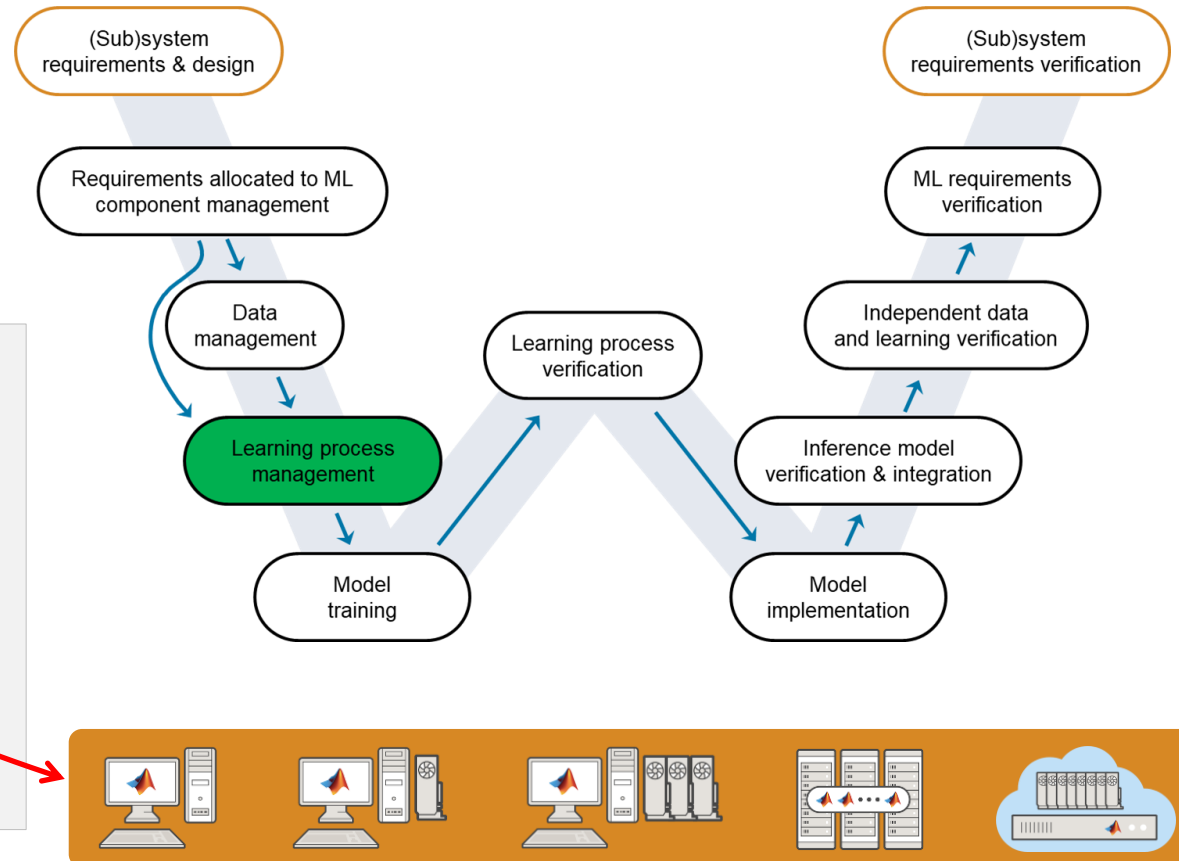 (Sub)system
requirements & design
(Sub)system
requirements verification
Requirements allocated to ML
component management
ML requirements
verification
Data
management
Learning process
verification
Independent data
and learning verification
Learning process
management
Inference model
verification & integration
Model
training
Model
implementation